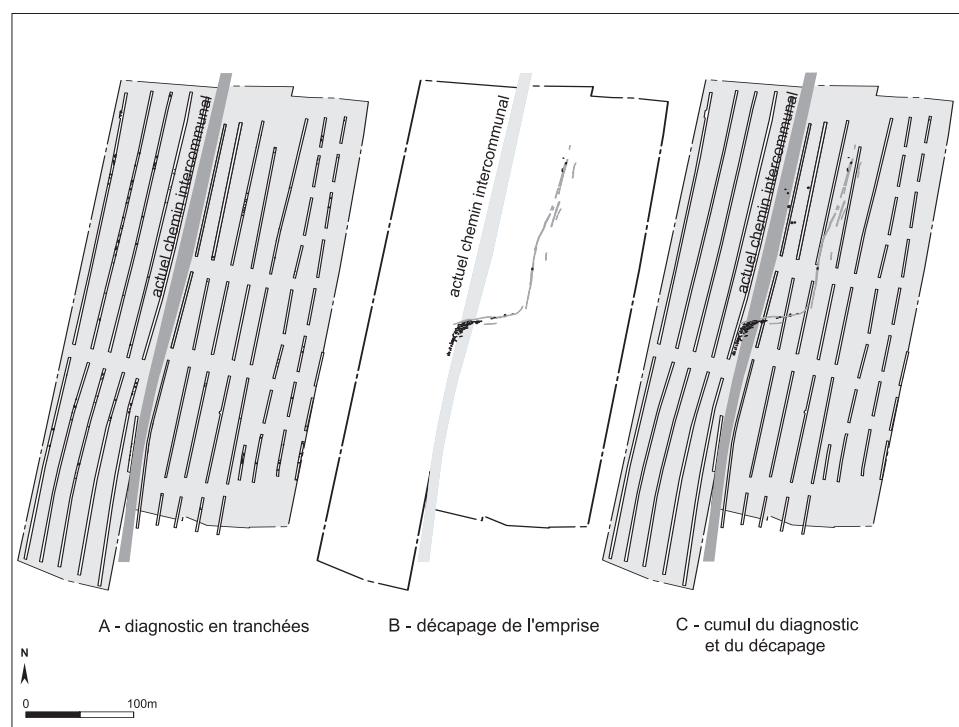 actuel chemin intercommunal
actuel chemin intercommunal
actuel chemin intercommunal
A - diagnostic en tranchées
B - décapage de l'emprise
C - cumul du diagnostic
et du décapage
N
0
100m